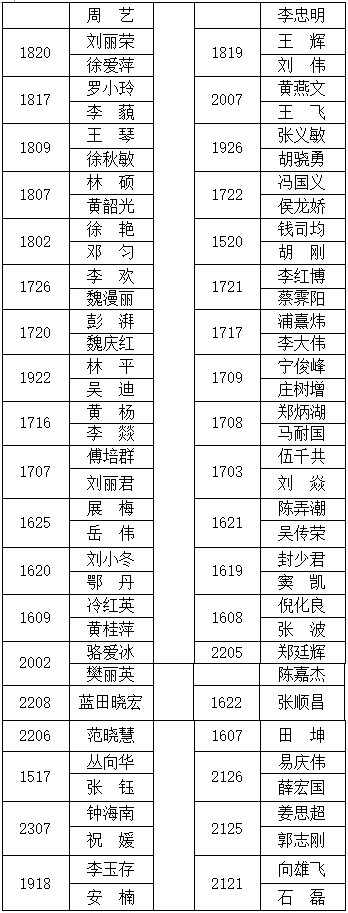 周 艺 李忠明
1820 刘丽荣 1819 王 辉
徐爱萍 刘 伟
1817 罗小玲 2007 黄燕文
李 藐 王 飞
1809 王 琴 1926 张义敏
徐秋敏 胡骁勇
1807 林 硕 1722 冯国义
黄韶光 侯龙娇
1802 徐 艳 1520 钱司均
邓 匀 胡 刚
1726 李 欢 1721 李红博
魏漫丽 蔡霁阳
1720 彭 湃 1717 浦熹炜
魏庆红 李大伟
1922 林 平 1709 宁俊峰
吴 迪 庄树增
1716 黄 杨 1708 郑炳湖
李 燚 马耐国
1707 傅培群 1703 伍千共
刘丽君 刘 焱
1625 展 梅 1621 陈弄潮
岳 伟 吴传荣
1620 刘小冬 1619 封少君
鄂 丹 窦 凯
1609 冷红英 1608 倪化良
黄桂萍 张 波
2002 骆爱冰 2205 郑廷辉
樊丽英 陈嘉杰
2208 蓝田晓宏 1622 张顺昌
2206 范晓慧 1607 田 坤
1517 丛向华 2126 易庆伟
张 钰 薛宏国
2307 钟海南 2125 姜思超
祝 媛 郭志刚
1918 李玉存 2121 向雄飞
安 楠 石 磊